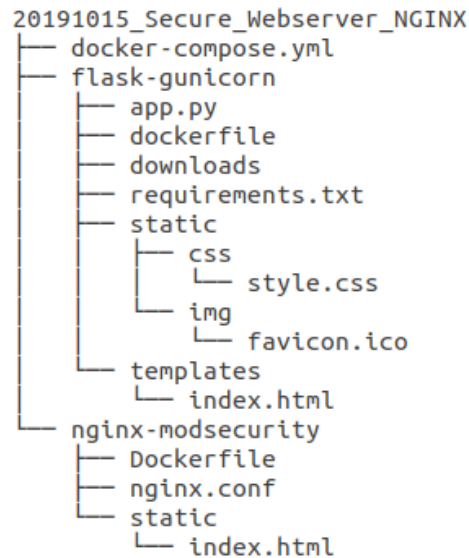 20191015_Secure_Webserver_NGINX
├── docker-compose.yml
├── flask-gunicorn
│   ├── app.py
│   ├── dockerfile
│   ├── downloads
│   ├── requirements.txt
│   ├── static
│   │   ├── css
│   │   │   └── style.css
│   │   └── img
│   │       └── favicon.ico
│   └── templates
│       └── index.html
└── nginx-modsecurity
    ├── Dockerfile
    ├── nginx.conf
    └── static
        └── index.html